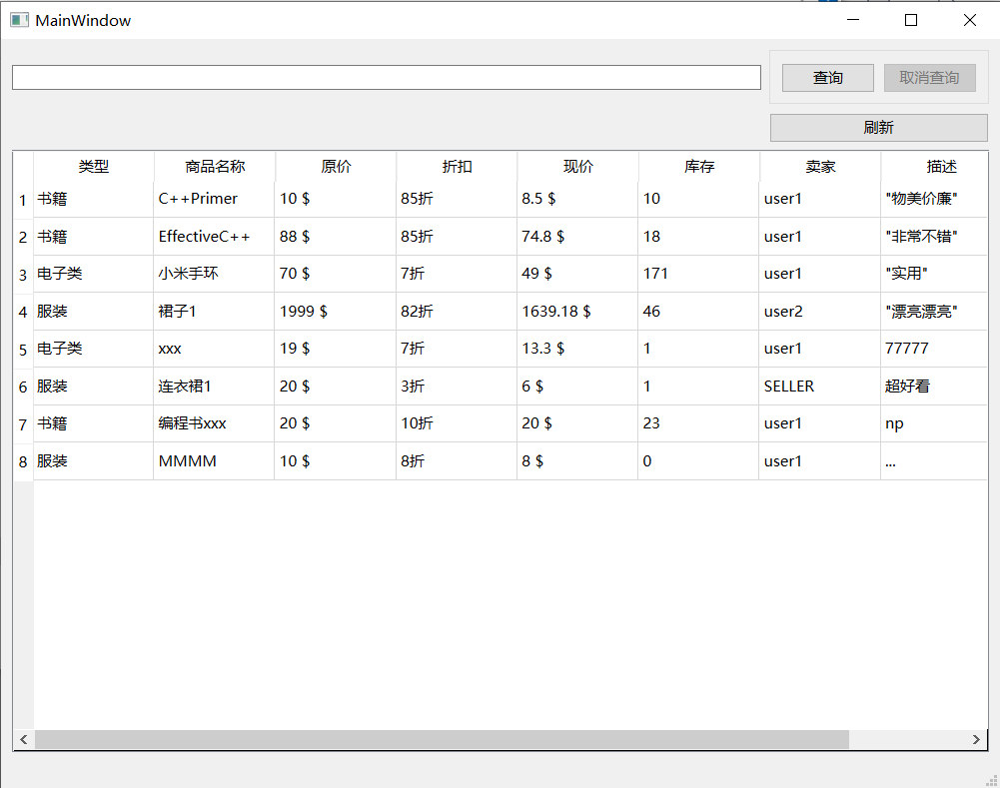 MainWindow
查询 取消查询
刷新
类型 商品名称 原价 折扣 现价 库存 卖家 描述
1 书籍 C++Primer 10 $ 85折 8.5 $ 10 user1 "物美价廉"
2 书籍 EffectiveC++ 88 $ 85折 74.8 $ 18 user1 "非常不错"
3 电子类 小米手环 70 $ 7折 49 $ 171 user1 "实用"
4 服装 裙子1 1999 $ 82折 1639.18 $ 46 user2 "漂亮漂亮"
5 电子类 xxx 19 $ 7折 13.3 $ 1 user1 77777
6 服装 连衣裙1 20 $ 3折 6 $ 1 SELLER 超好看
7 书籍 编程书xxx 20 $ 10折 20 $ 23 user1 np
8 服装 MMMM 10 $ 8折 8 $ 0 user1 ...